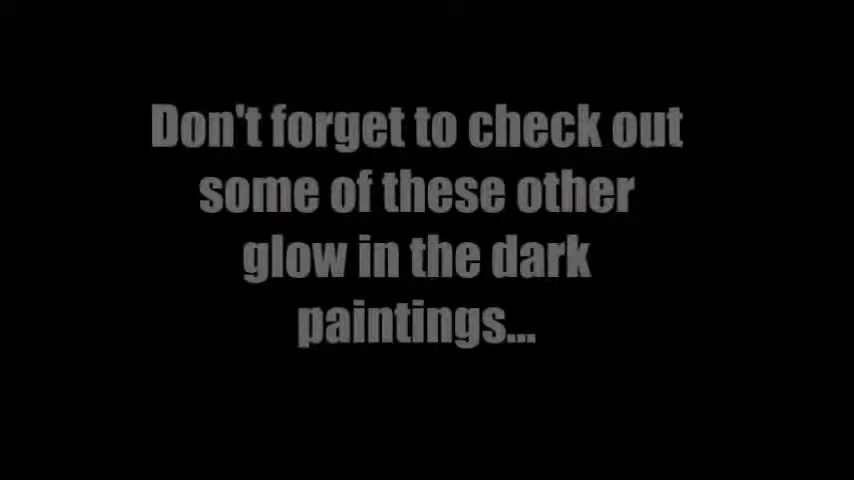 Don't forget to check out
some of these other
glow in the dark
paintings...